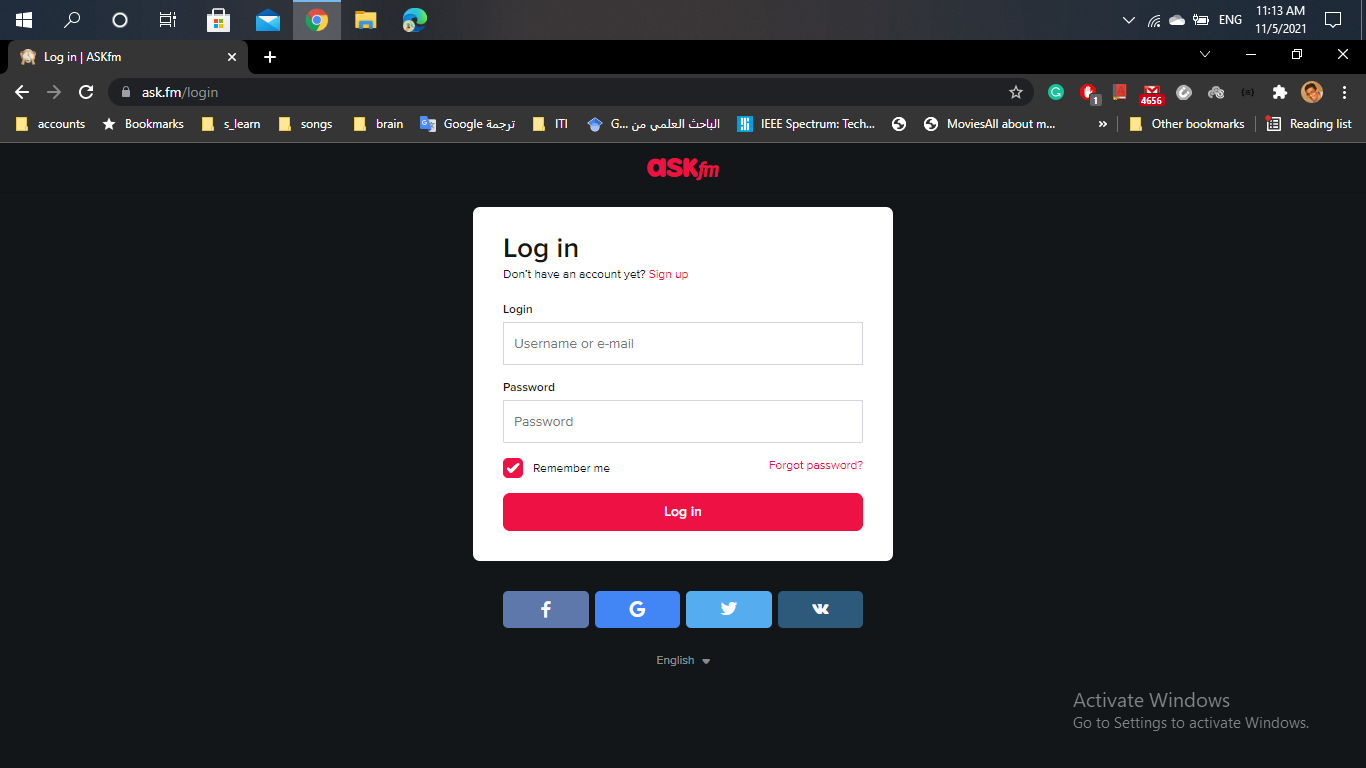 11:13 AM
ENG
11/5/2021
Log in | ASKfm
ask.fm/login
1
4656
accounts
Bookmarks
s_learn
songs
brain
Google ترجمة
ITI
الباحث العلمي من G...
IEEE Spectrum: Tech...
MoviesAll about m...
»
Other bookmarks
Reading list
ASKfm
Log in
Don't have an account yet? Sign up
Login
Username or e-mail
Password
Password
Remember me
Forgot password?
Log in
English
Activate Windows
Go to Settings to activate Windows.